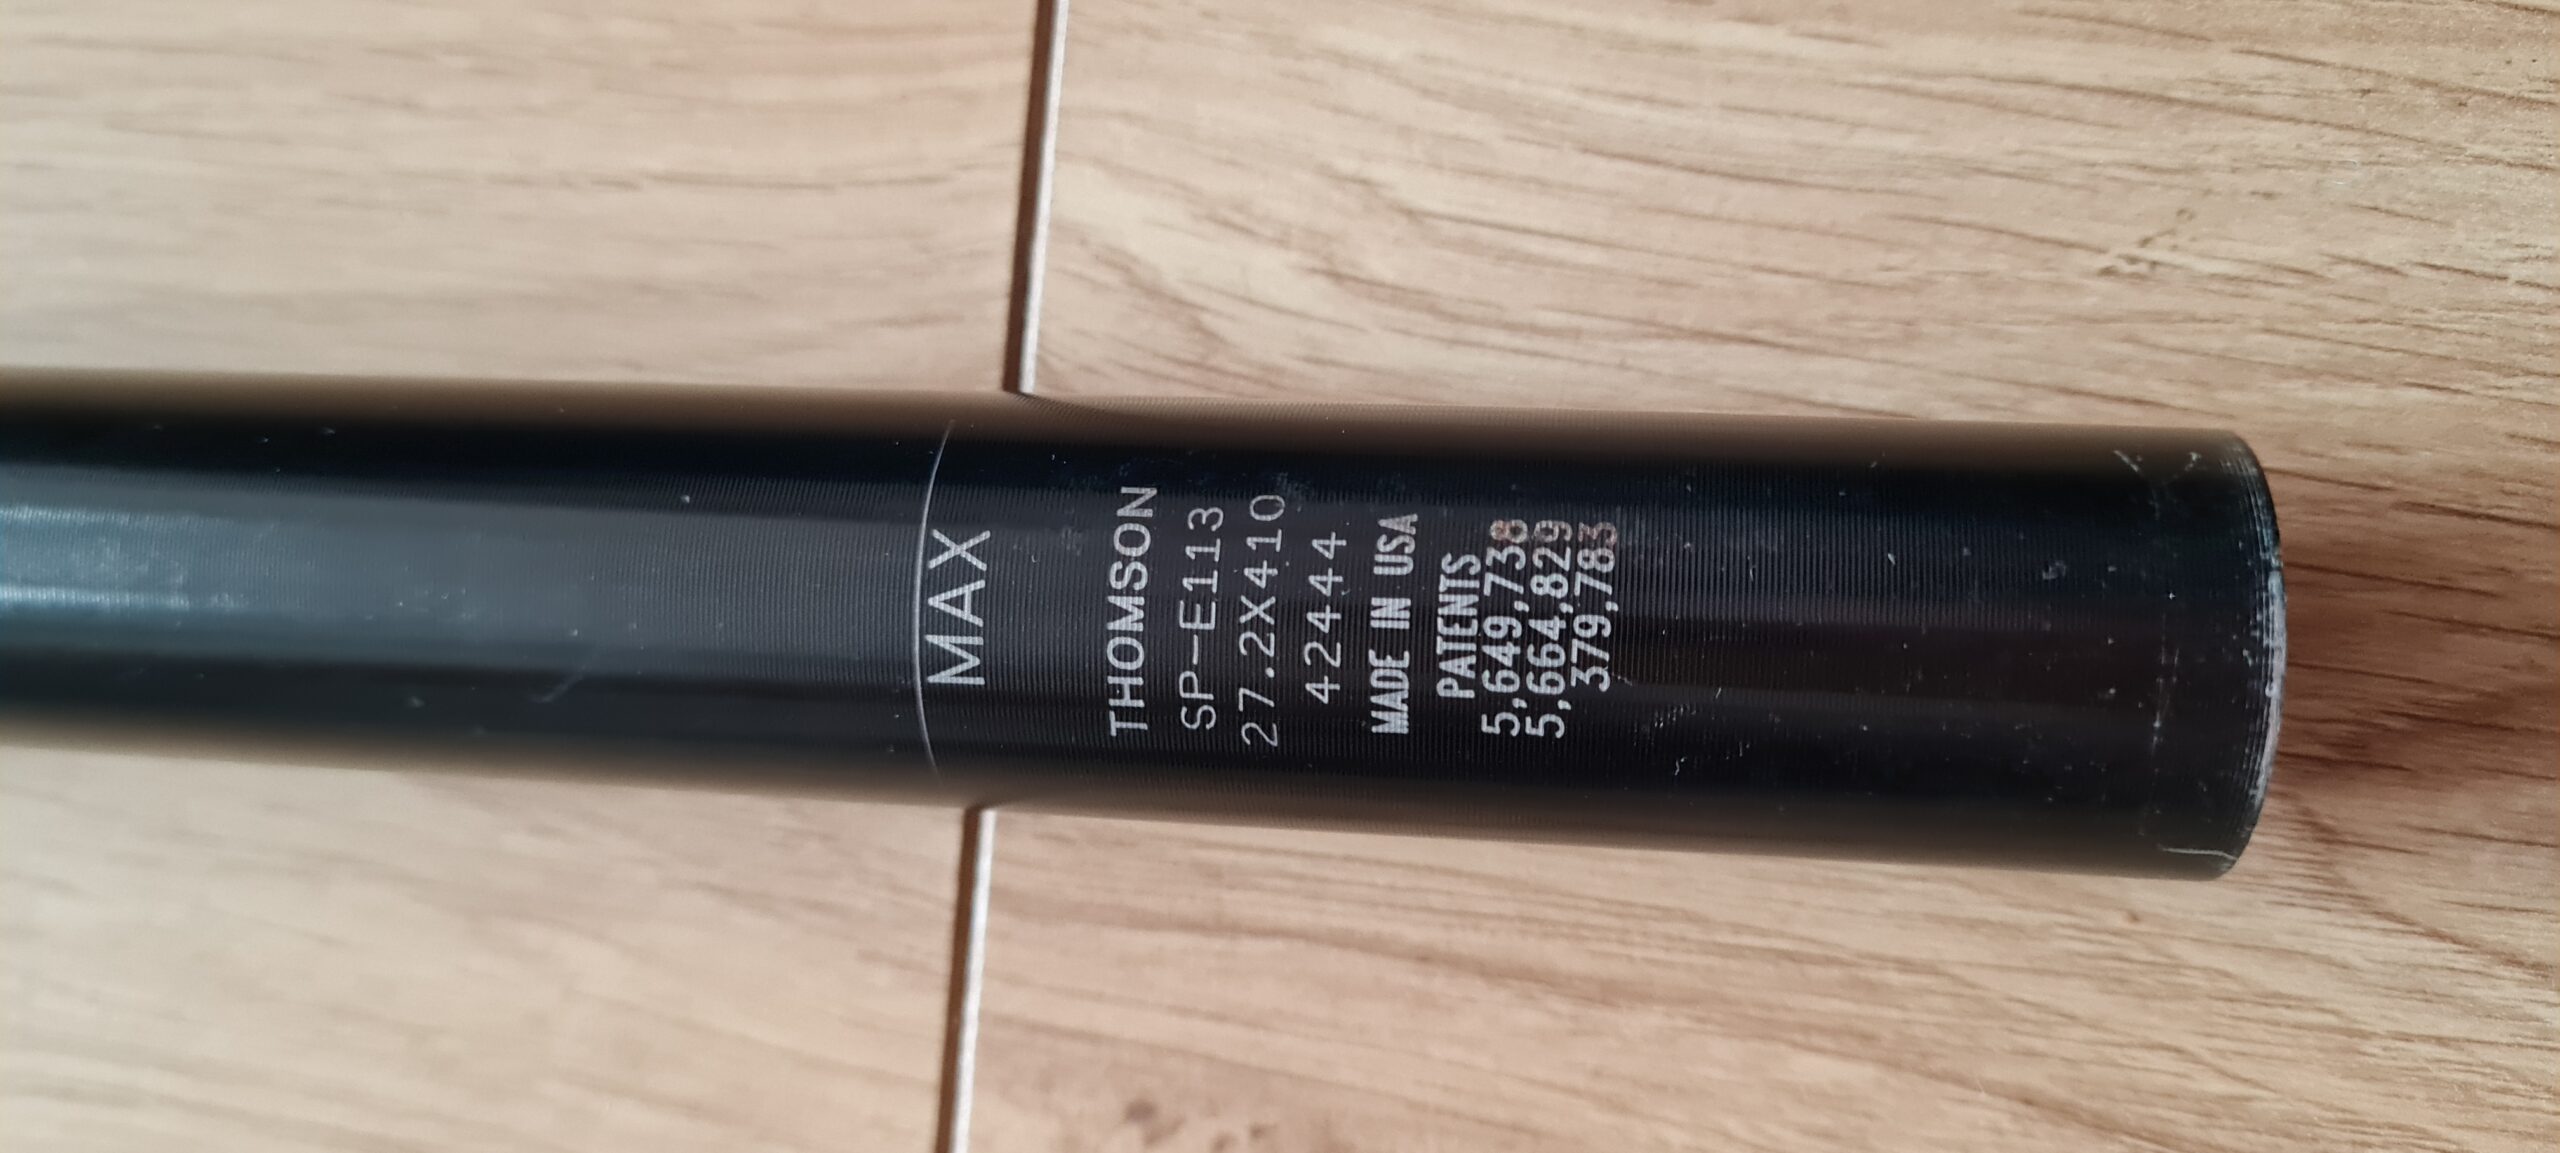 MAX
THOMSON
SP-E113
27.2X410
42444
MADE IN USA
PATENTS
5,649,738
5,664,829
379,783